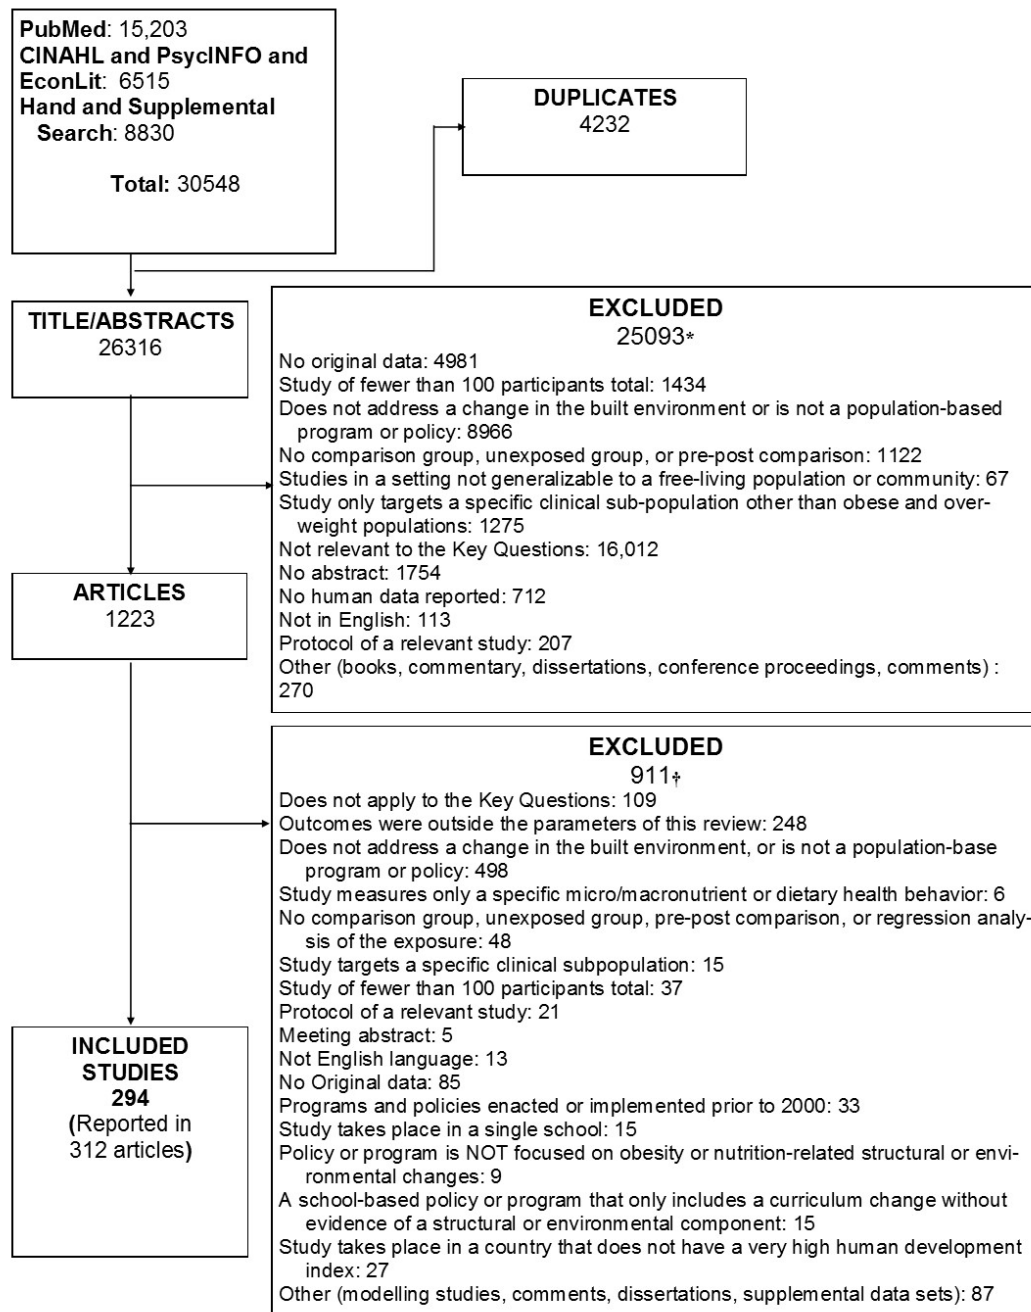 PubMed: 15,203
CINAHL and PsycINFO and
EconLit: 6515
Hand and Supplemental
Search: 8830
Total: 30548
DUPLICATES
4232
TITLE/ABSTRACTS
26316
EXCLUDED
25093*
No original data: 4981
Study of fewer than 100 participants total: 1434
Does not address a change in the built environment or is not a population-based
program or policy: 8966
No comparison group, unexposed group, or pre-post comparison: 1122
Studies in a setting not generalizable to a free-living population or community: 67
Study only targets a specific clinical sub-population other than obese and over-
weight populations: 1275
Not relevant to the Key Questions: 16,012
No abstract: 1754
No human data reported: 712
Not in English: 113
Protocol of a relevant study: 207
Other (books, commentary, dissertations, conference proceedings, comments) :
270
ARTICLES
1223
EXCLUDED
911†
Does not apply to the Key Questions: 109
Outcomes were outside the parameters of this review: 248
Does not address a change in the built environment, or is not a population-base
program or policy: 498
Study measures only a specific micro/macronutrient or dietary health behavior: 6
No comparison group, unexposed group, pre-post comparison, or regression analy-
sis of the exposure: 48
Study targets a specific clinical subpopulation: 15
Study of fewer than 100 participants total: 37
Protocol of a relevant study: 21
Meeting abstract: 5
Not English language: 13
No Original data: 85
Programs and policies enacted or implemented prior to 2000: 33
Study takes place in a single school: 15
Policy or program is NOT focused on obesity or nutrition-related structural or envi-
ronmental changes: 9
A school-based policy or program that only includes a curriculum change without
evidence of a structural or environmental component: 15
Study takes place in a country that does not have a very high human development
index: 27
Other (modelling studies, comments, dissertations, supplemental data sets): 87
INCLUDED
STUDIES
294
(Reported in
312 articles)